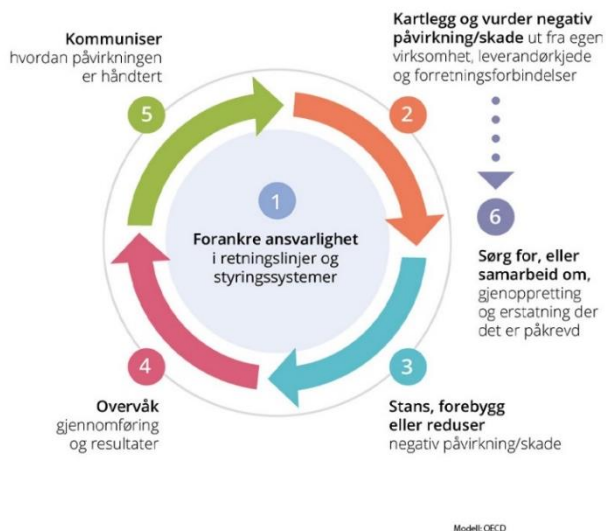 1
Forankre ansvarlighet
i retningslinjer og
styringssystemer
2
Kartlegg og vurder negativ
påvirkning/skade ut fra egen
virksomhet, leverandørkjede
og forretningsforbindelser
3
Stans, forebygg
eller reduser
negativ påvirkning/skade
4
Overvåk
gjennomføring
og resultater
5
Kommuniser
hvordan påvirkningen
er håndtert
6
Sørg for, eller
samarbeid om,
gjenoppretting
og erstatning der
det er påkrevd
Modell: OECD